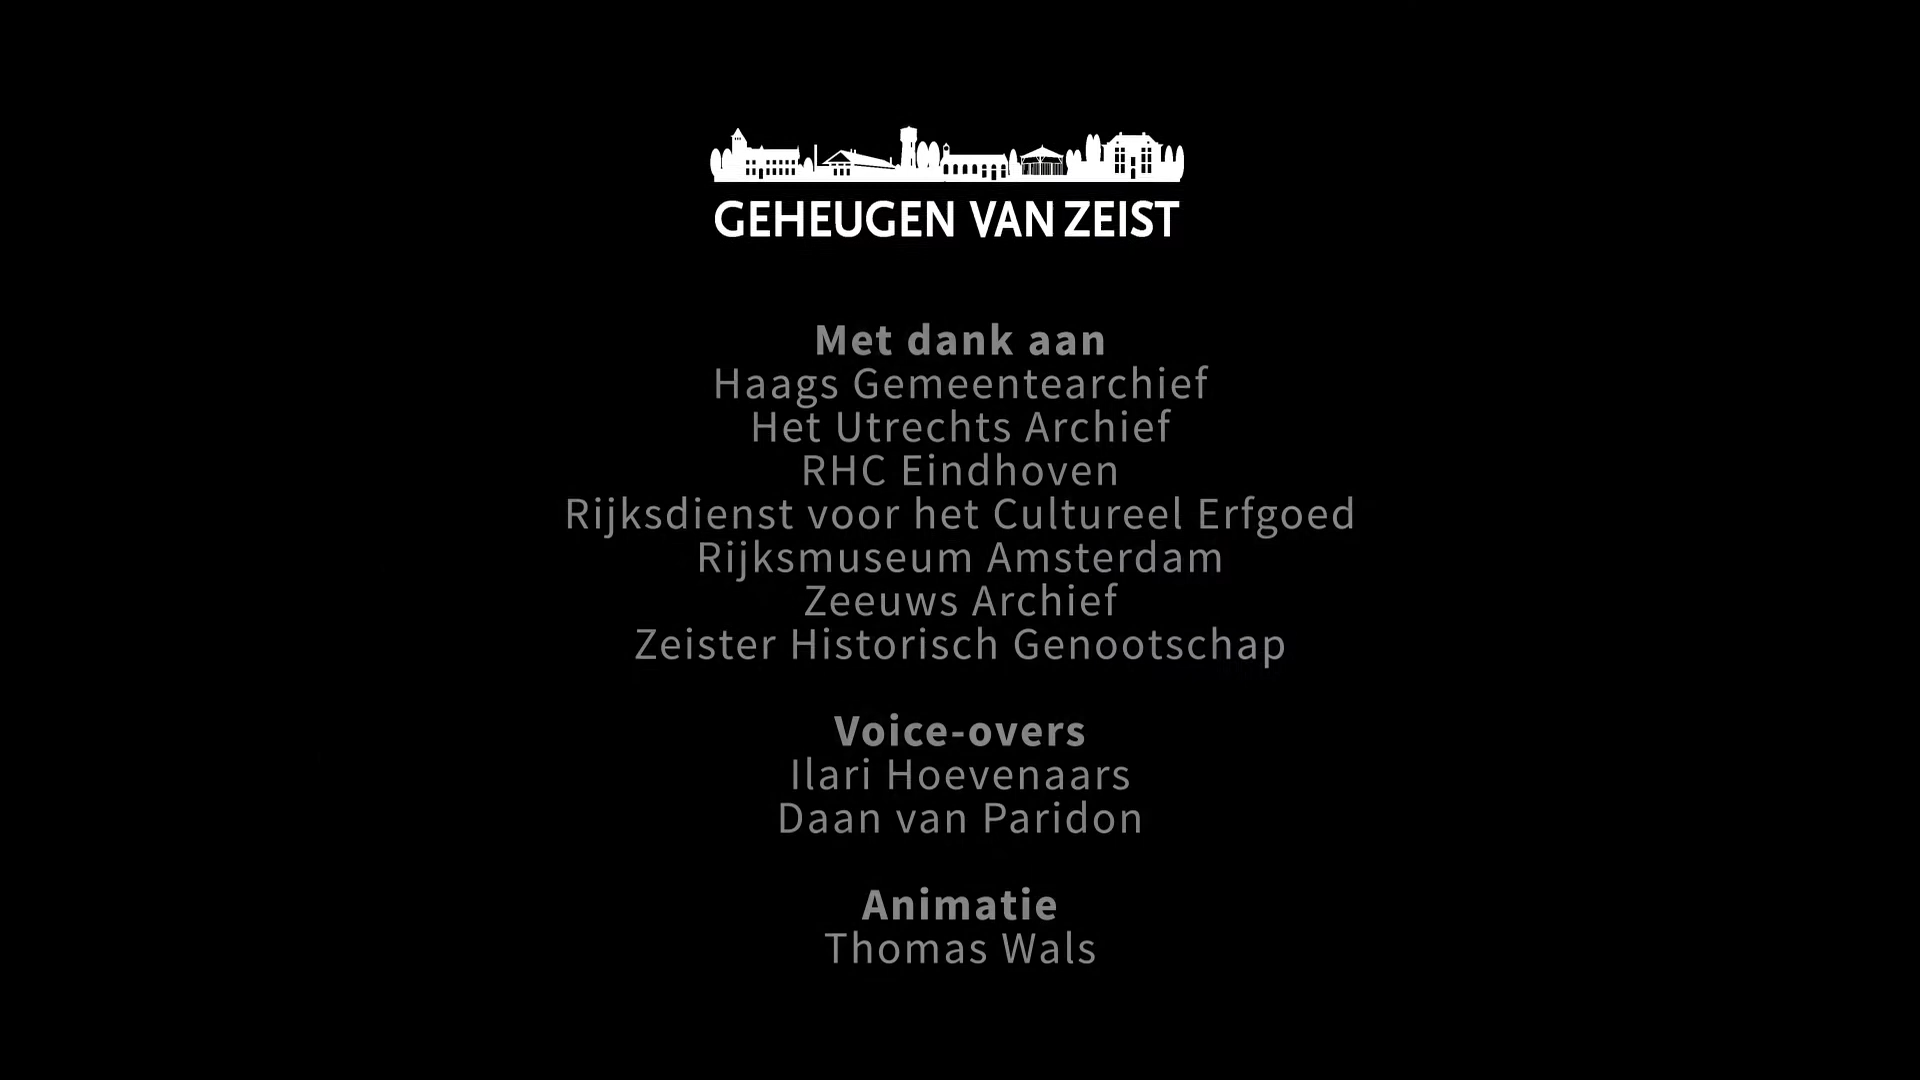 GEHEUGEN VAN ZEIST
Met dank aan
Haags Gemeentearchief
Het Utrechts Archief
RHC Eindhoven
Rijksdienst voor het Cultureel Erfgoed
Rijksmuseum Amsterdam
Zeeuws Archief
Zeister Historisch Genootschap
Voice-overs
Ilari Hoevenaars
Daan van Paridon
Animatie
Thomas Wals